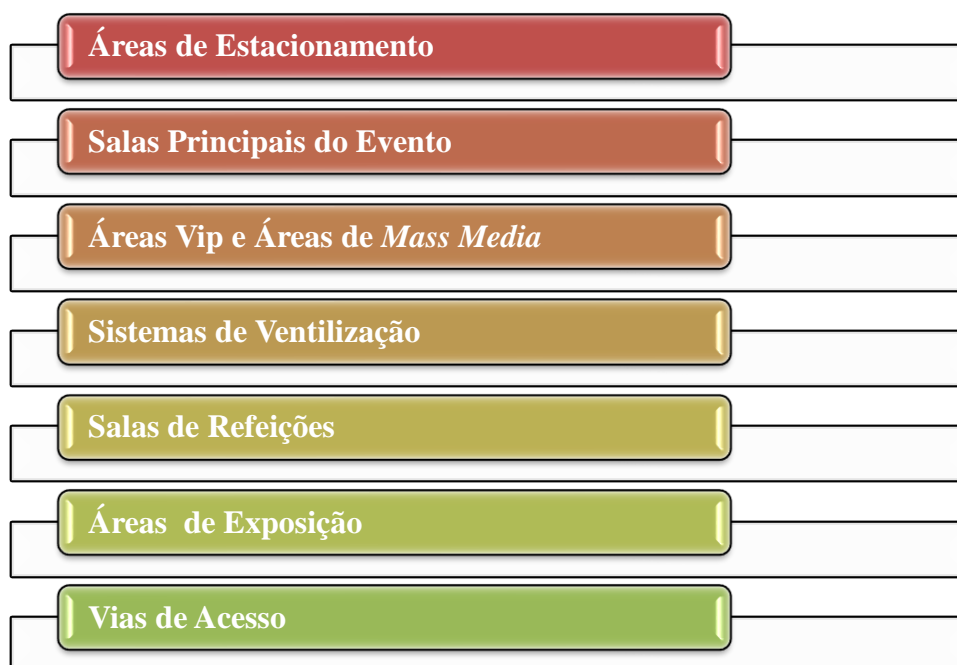 Áreas de Estacionamento
Salas Principais do Evento
Áreas Vip e Áreas de Mass Media
Sistemas de Ventilização
Salas de Refeições
Áreas  de Exposição
Vias de Acesso